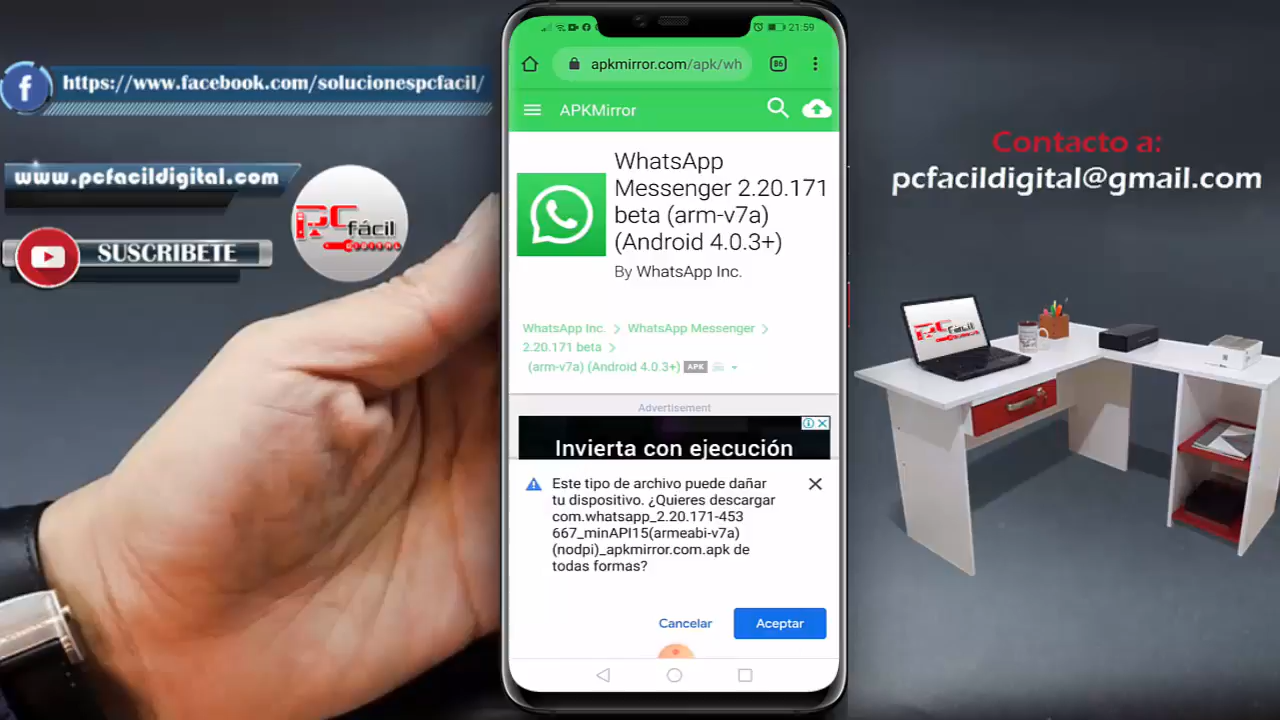 https://www.facebook.com/solucionespcfacil/
www.pcfacildigital.com
SUSCRIBETE
PC fácil
DIGITAL
21:59
apkmirror.com/apk/wh
86
APKMirror
WhatsApp
Messenger 2.20.171
beta (arm-v7a)
(Android 4.0.3+)
By WhatsApp Inc.
WhatsApp Inc. > WhatsApp Messenger >
2.20.171 beta >
(arm-v7a) (Android 4.0.3+) APK
Advertisement
Invierta con ejecución
Este tipo de archivo puede dañar
tu dispositivo. ¿Quieres descargar
com.whatsapp_2.20.171-453
667_minAPI15(armeabi-v7a)
(nodpi)_apkmirror.com.apk de
todas formas?
Cancelar
Aceptar
Contacto a:
pcfacildigital@gmail.com
PC fácil